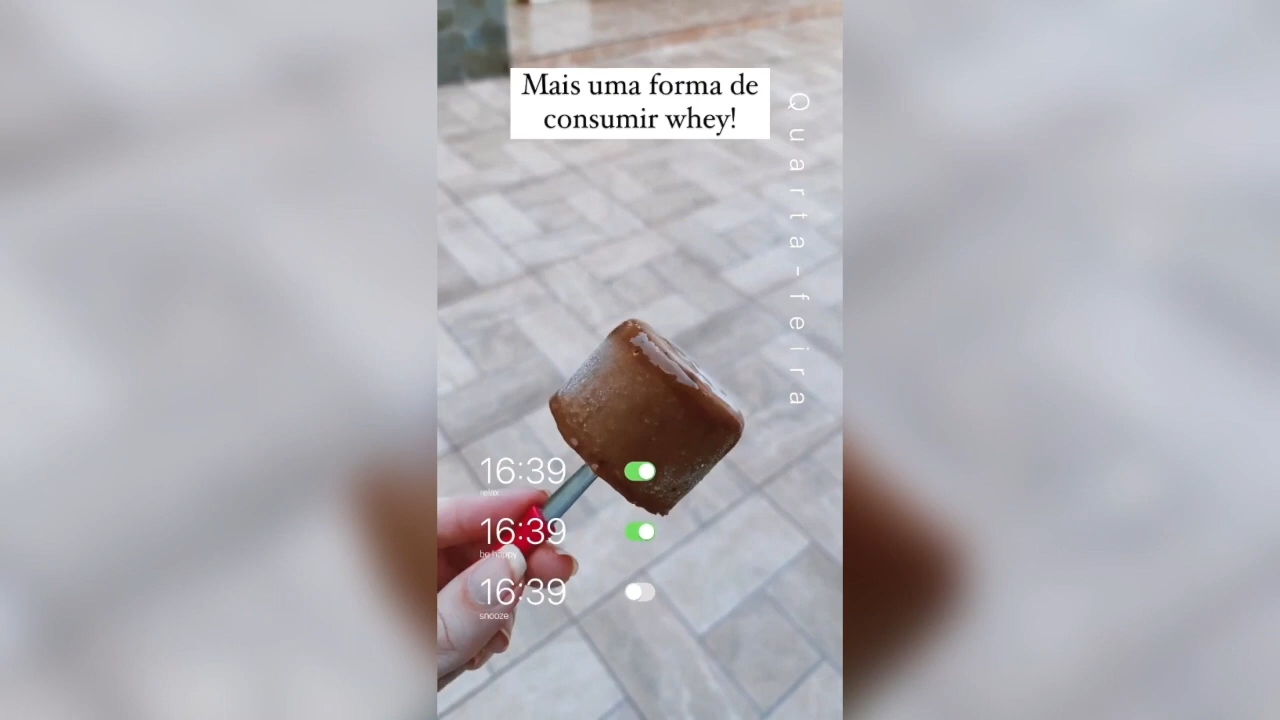 Mais uma forma de
consumir whey!
Quarta-feira
16:39
relax
16:39
be happy
16:39
snooze